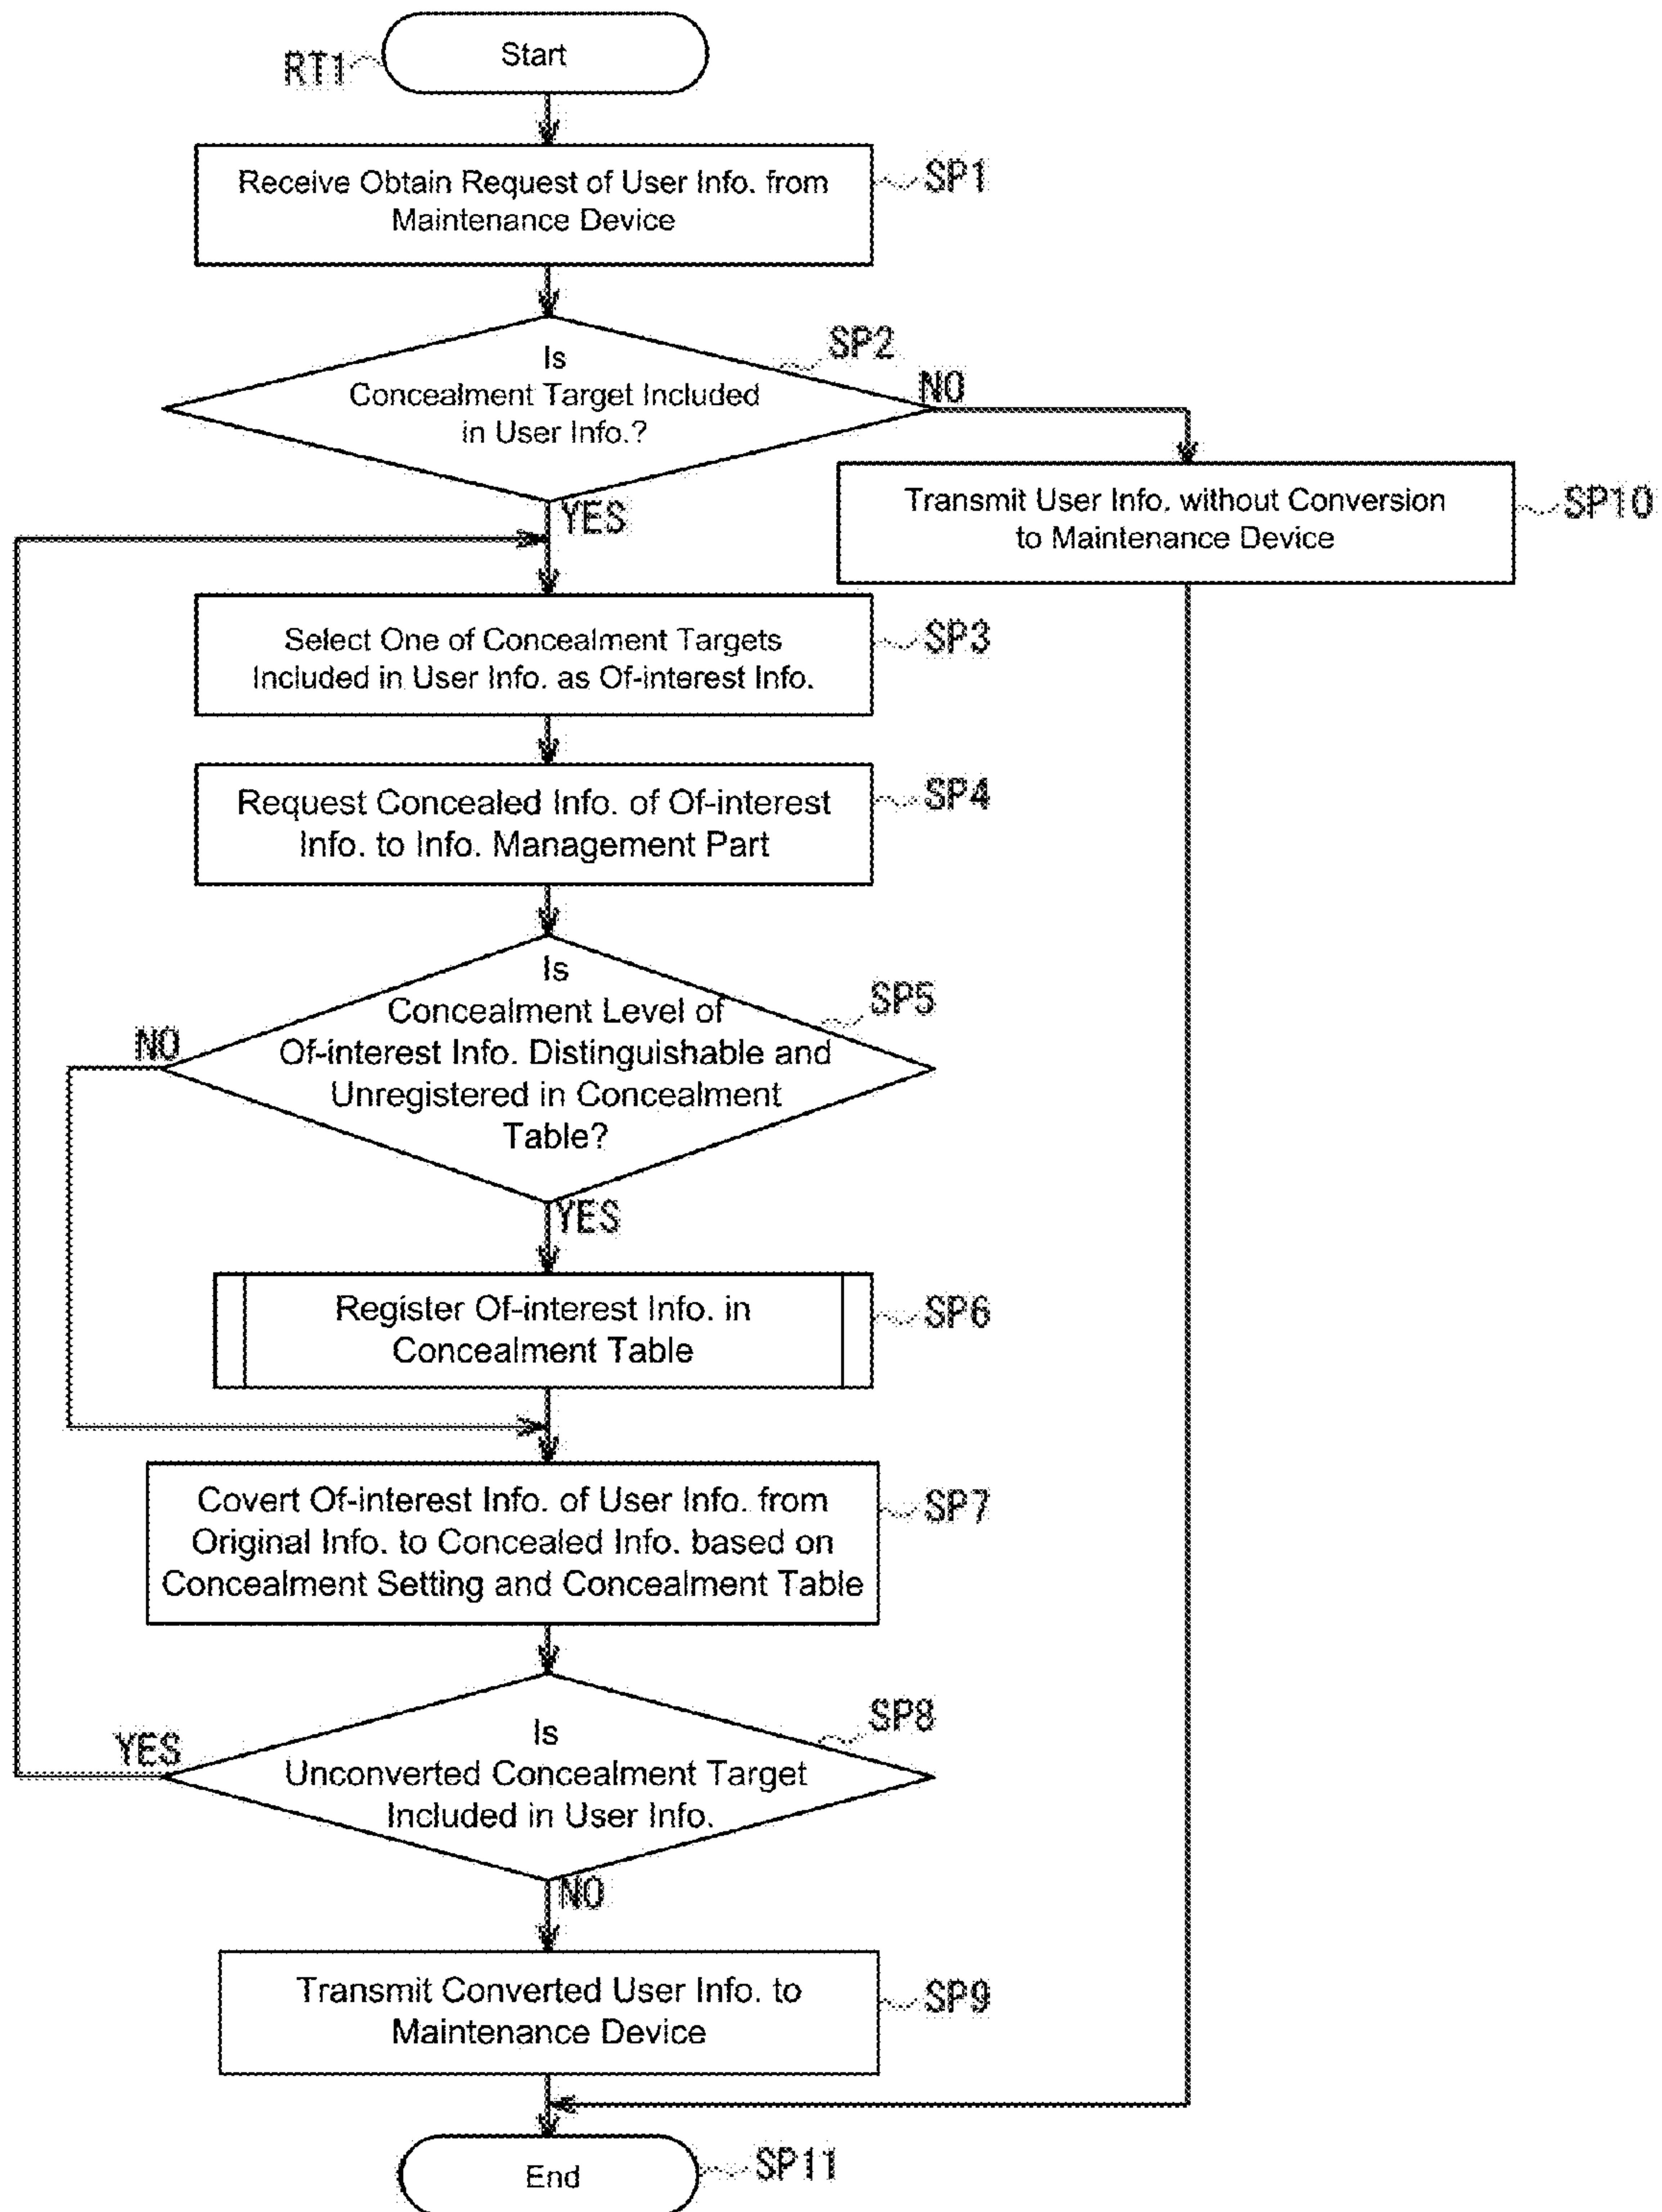 RT1
Start
Receive Obtain Request of User Info. from
Maintenance Device
SP1
Is
Concealment Target Included
in User Info.?
SP2
NO
YES
Transmit User Info. without Conversion
to Maintenance Device
SP10
Select One of Concealment Targets
Included in User Info. as Of-interest Info.
SP3
Request Concealed Info. of Of-interest
Info. to Info. Management Part
SP4
Is
Concealment Level of
Of-interest Info. Distinguishable and
Unregistered in Concealment
Table?
SP5
NO
YES
Register Of-interest Info. in
Concealment Table
SP6
Covert Of-interest Info. of User Info. from
Original Info. to Concealed Info. based on
Concealment Setting and Concealment Table
SP7
Is
Unconverted Concealment Target
Included in User Info.
SP8
YES
NO
Transmit Converted User Info. to
Maintenance Device
SP9
End
SP11